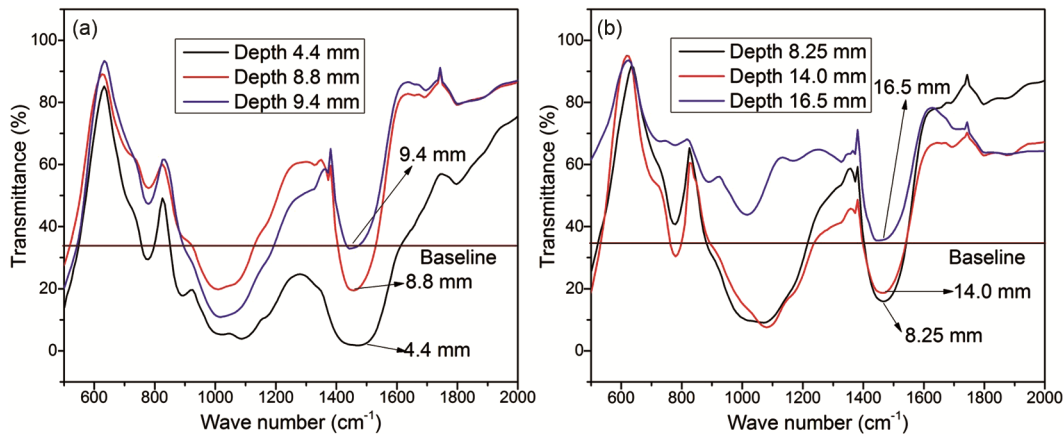 (a)
Depth 4.4 mm
Depth 8.8 mm
Depth 9.4 mm
Transmittance (%)
100
80
60
40
20
0
9.4 mm
Baseline
8.8 mm
4.4 mm
600 800 1000 1200 1400 1600 1800 2000
Wave number (cm⁻¹)
(b)
Depth 8.25 mm
Depth 14.0 mm
Depth 16.5 mm
Transmittance (%)
100
80
60
40
20
0
16.5 mm
Baseline
14.0 mm
8.25 mm
600 800 1000 1200 1400 1600 1800 2000
Wave number (cm⁻¹)